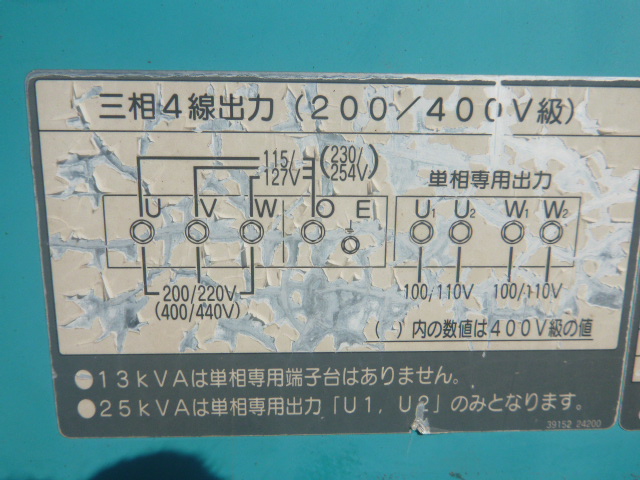 三相4線出力（200／400V級）
115/127V （230/254V）
単相専用出力
U V W O E U₁ U₂ W₁ W₂
200/220V 100/110V 100/110V
(400/440V)
( )内の数値は400V級の値
●13kVAは単相専用端子台はありません。
●25kVAは単相専用出力「U1, U2」のみとなります。
39152 24200